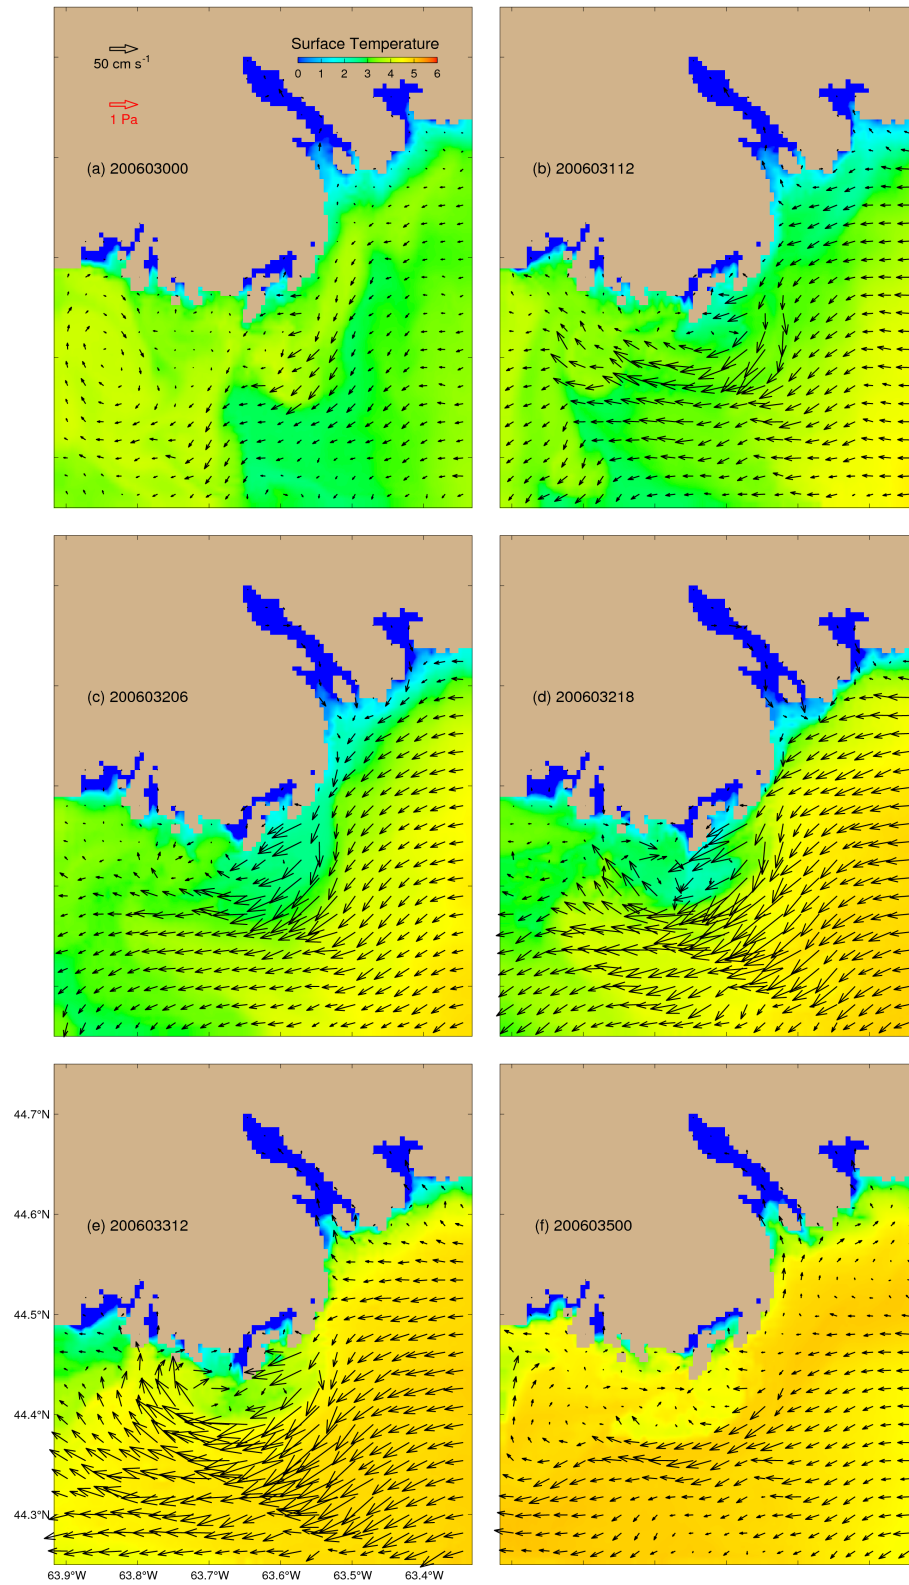 Surface Temperature
0 1 2 3 4 5 6
50 cm s⁻¹
1 Pa
(a) 200603000
(b) 200603112
(c) 200603206
(d) 200603218
44.7°N
44.6°N
(e) 200603312
(f) 200603500
44.5°N
44.4°N
44.3°N
63.9°W 63.8°W 63.7°W 63.6°W 63.5°W 63.4°W